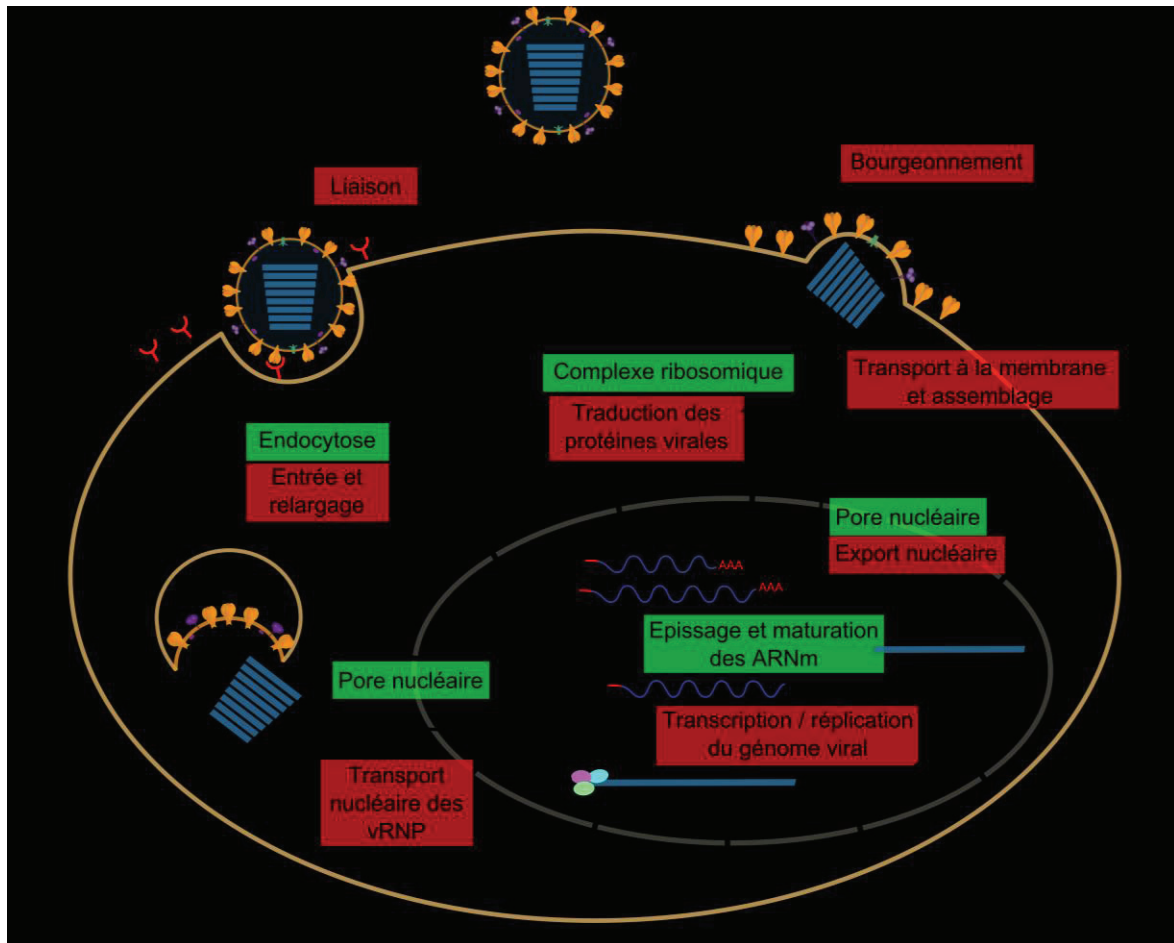 Liaison
Bourgeonnement
Complexe ribosomique
Traduction des
protéines virales
Transport à la membrane
et assemblage
Endocytose
Entrée et
relargage
Pore nucléaire
Export nucléaire
AAA
AAA
Epissage et maturation
des ARNm
Pore nucléaire
Transcription / réplication
du génome viral
Transport
nucléaire des
vRNP